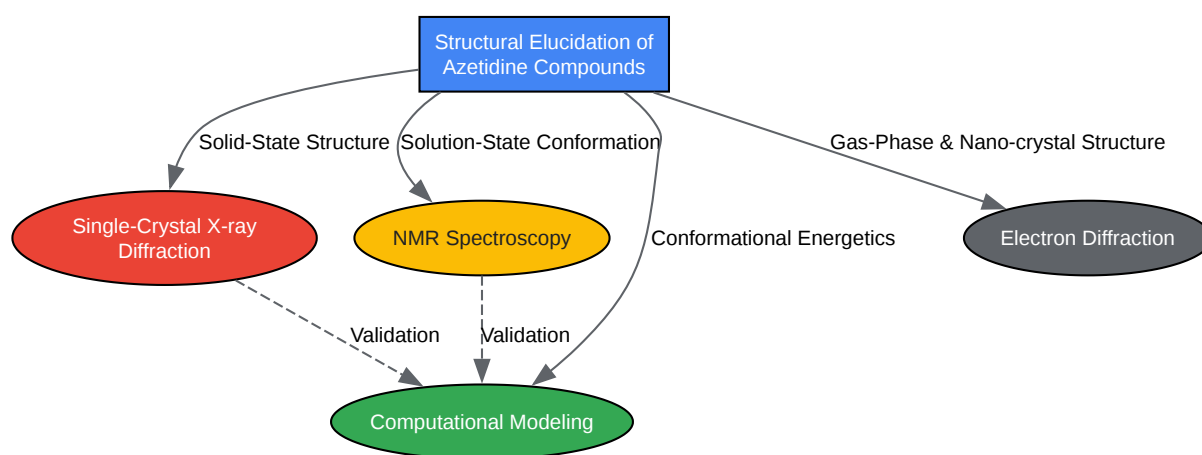 Structural Elucidation of
Azetidine Compounds
Solid-State Structure
Solution-State Conformation
Gas-Phase & Nano-crystal Structure
Single-Crystal X-ray
Diffraction
NMR Spectroscopy
Conformational Energetics
Electron Diffraction
Validation
Validation
Computational Modeling